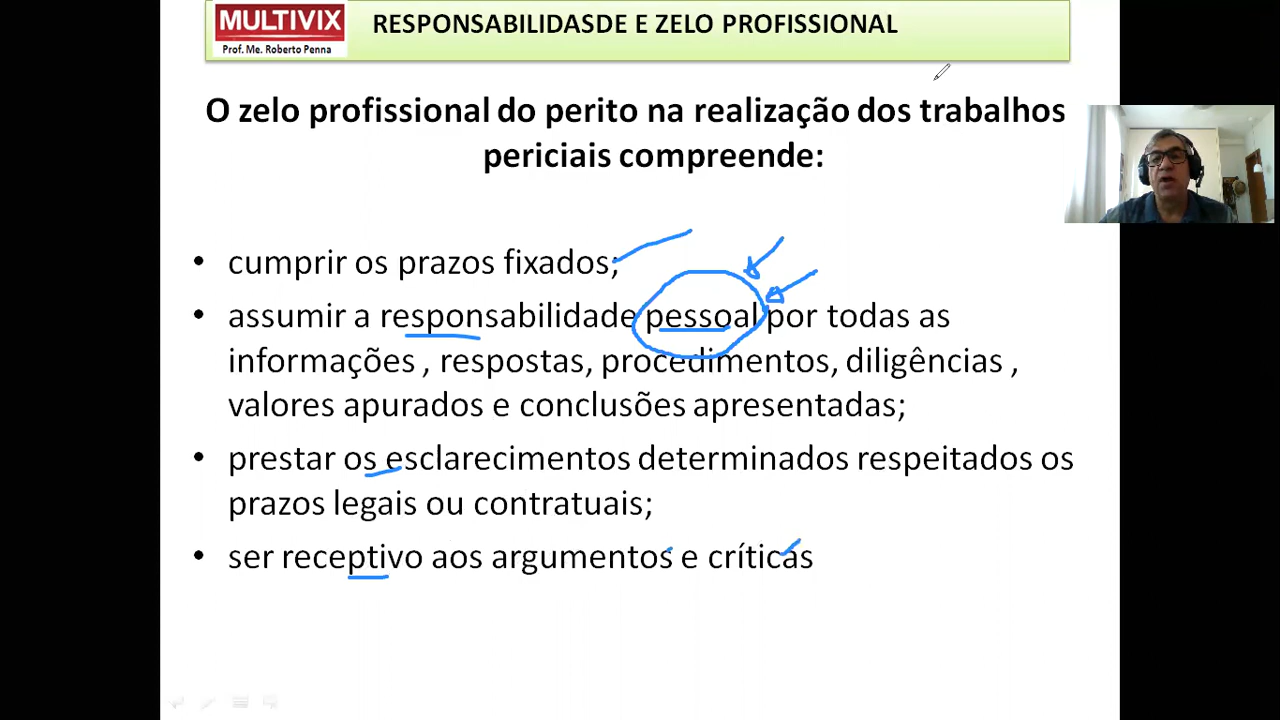 MULTIVIX
Prof. Me. Roberto Penna
RESPONSABILIDASDE E ZELO PROFISSIONAL
O zelo profissional do perito na realização dos trabalhos
periciais compreende:
• cumprir os prazos fixados;
• assumir a responsabilidade pessoal por todas as
informações , respostas, procedimentos, diligências ,
valores apurados e conclusões apresentadas;
• prestar os esclarecimentos determinados respeitados os
prazos legais ou contratuais;
• ser receptivo aos argumentos e críticas